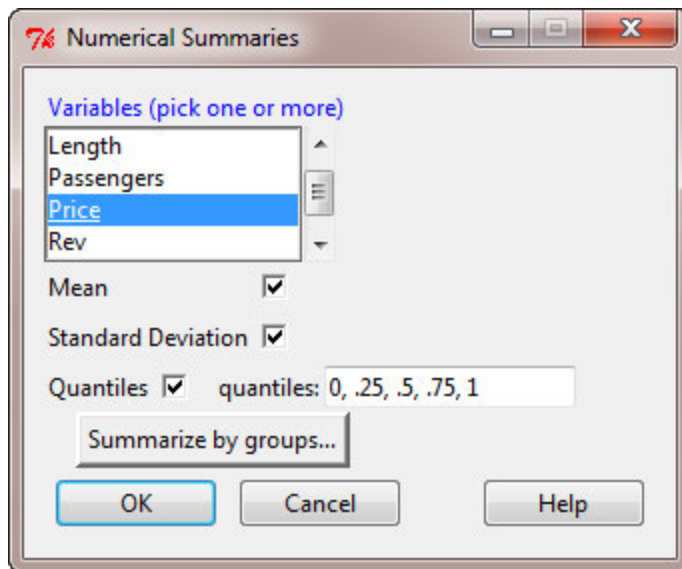 Numerical Summaries
Variables (pick one or more)
Length
Passengers
Price
Rev
Mean
Standard Deviation
Quantiles quantiles: 0, .25, .5, .75, 1
Summarize by groups...
OK Cancel Help